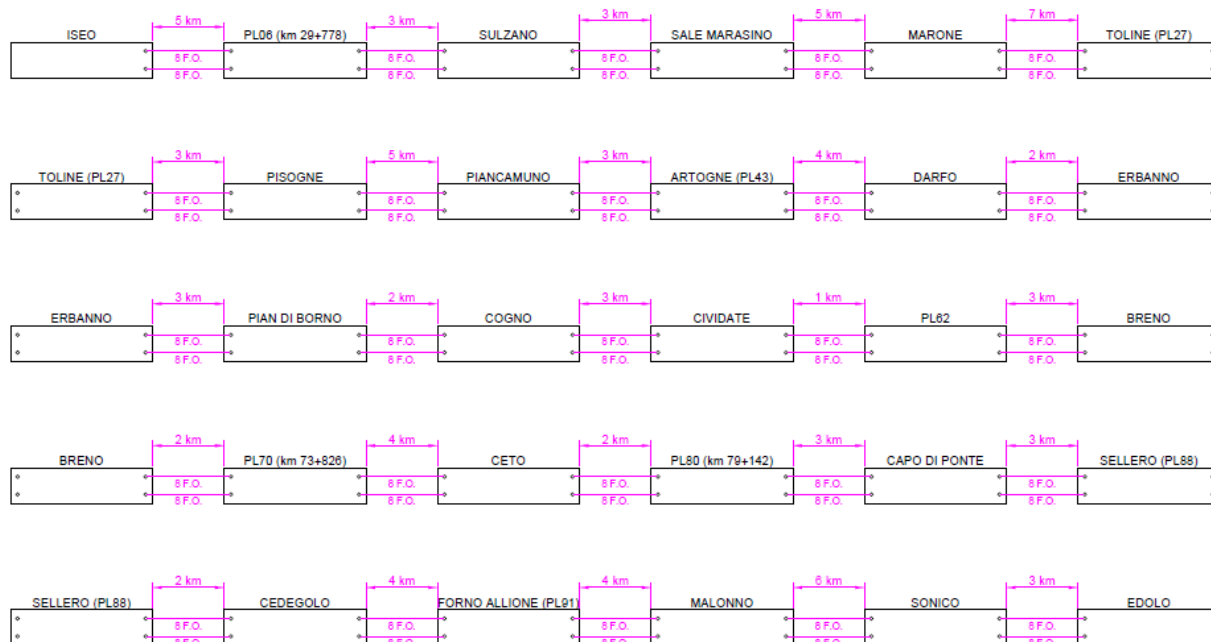 5 km 3 km 3 km 5 km 7 km
ISEO PL06 (km 29+778) SULZANO SALE MARASINO MARONE TOLINE (PL27)
8 F.O. 8 F.O. 8 F.O. 8 F.O. 8 F.O.
8 F.O. 8 F.O. 8 F.O. 8 F.O. 8 F.O.
3 km 5 km 3 km 4 km 2 km
TOLINE (PL27) PISOGNE PIANCAMUNO ARTOGNE (PL43) DARFO ERBANNO
8 F.O. 8 F.O. 8 F.O. 8 F.O. 8 F.O.
8 F.O. 8 F.O. 8 F.O. 8 F.O. 8 F.O.
3 km 2 km 3 km 1 km 3 km
ERBANNO PIAN DI BORNO COGNO CIVIDATE PL62 BRENO
8 F.O. 8 F.O. 8 F.O. 8 F.O. 8 F.O.
8 F.O. 8 F.O. 8 F.O. 8 F.O. 8 F.O.
2 km 4 km 2 km 3 km 3 km
BRENO PL70 (km 73+826) CETO PL80 (km 79+142) CAPO DI PONTE SELLERO (PL88)
8 F.O. 8 F.O. 8 F.O. 8 F.O. 8 F.O.
8 F.O. 8 F.O. 8 F.O. 8 F.O. 8 F.O.
2 km 4 km 4 km 6 km 3 km
SELLERO (PL88) CEDEGOLO FORNO ALLIONE (PL91) MALONNO SONICO EDOLO
8 F.O. 8 F.O. 8 F.O. 8 F.O. 8 F.O.
8 F.O. 8 F.O. 8 F.O. 8 F.O. 8 F.O.